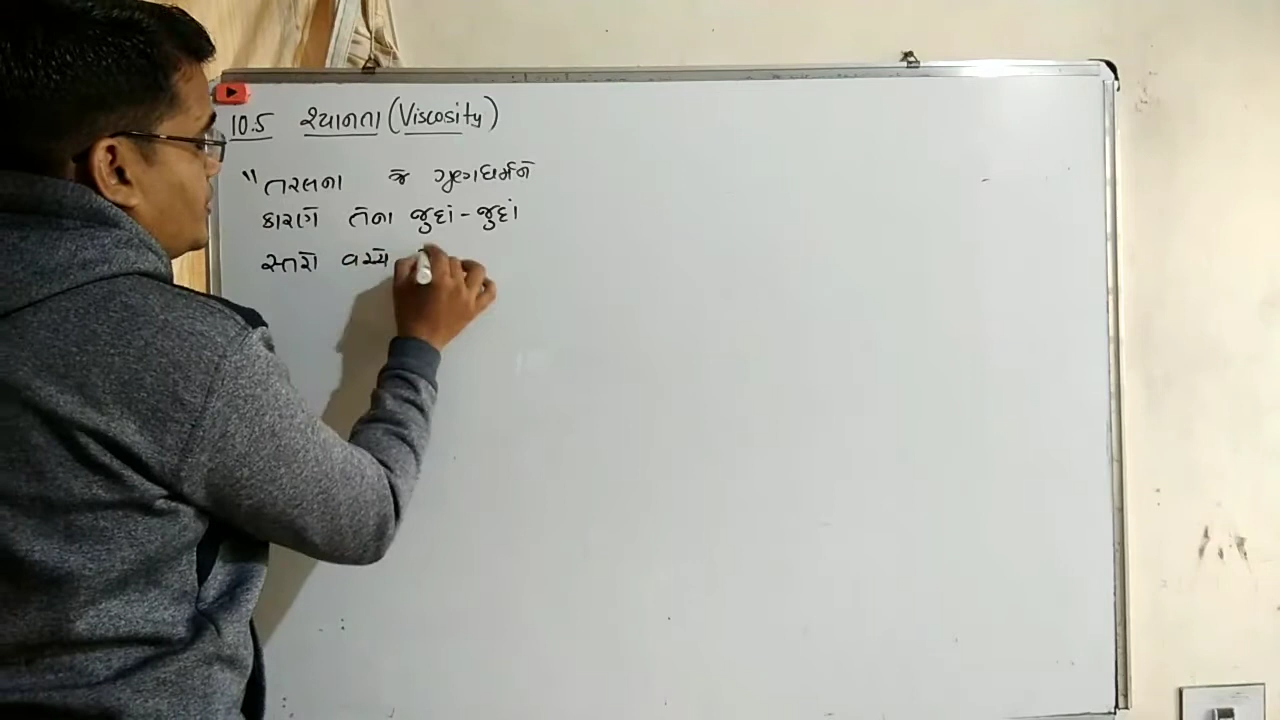 10.5 શ્યાનતા (Viscosity)
"તરલના જે ગુણધર્મને
કારણે તેના જુદાં-જુદાં
સ્તરો વચ્ચે